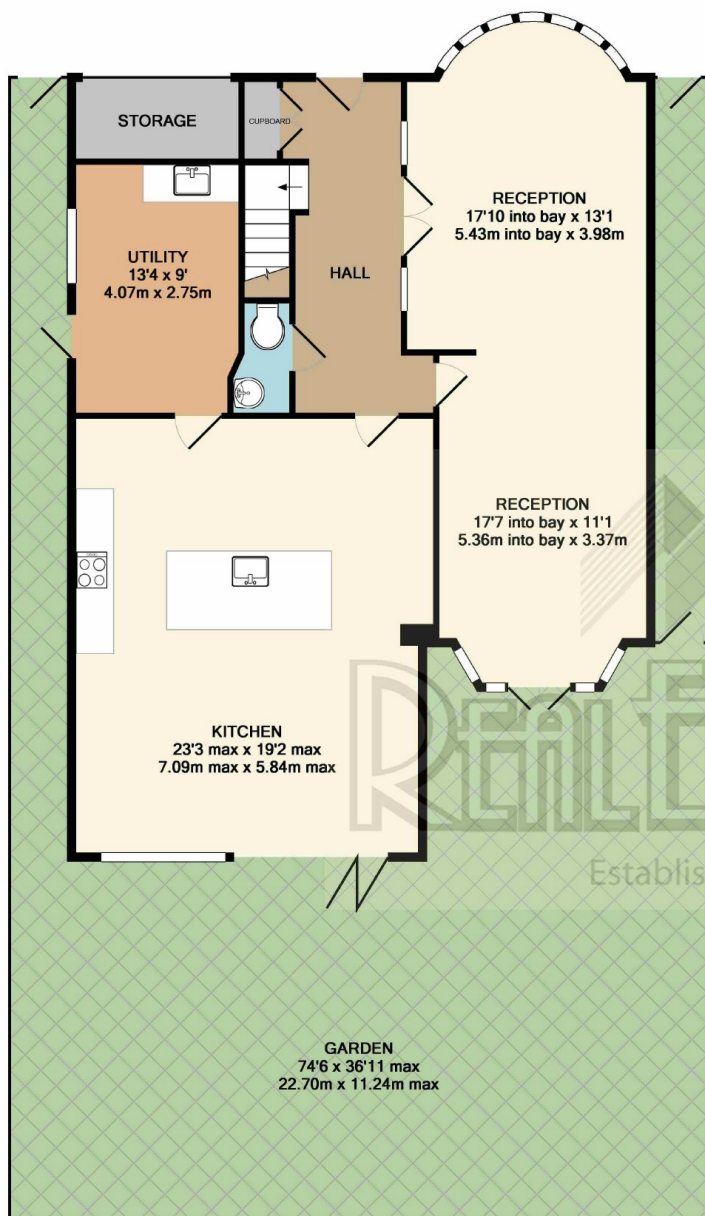 STORAGE
CUPBOARD
RECEPTION
17'10 into bay x 13'1
5.43m into bay x 3.98m
UTILITY
13'4 x 9'
4.07m x 2.75m
HALL
RECEPTION
17'7 into bay x 11'1
5.36m into bay x 3.37m
KITCHEN
23'3 max x 19'2 max
7.09m max x 5.84m max
REALE
Establis
GARDEN
74'6 x 36'11 max
22.70m x 11.24m max